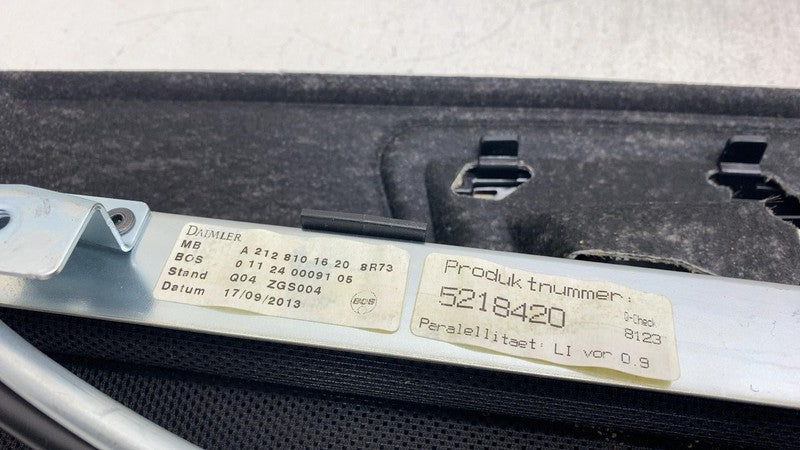 DAIMLER
MB A 212 810 16 20 8R73
BOS 0 11 24 00091 05
Stand Q04 ZGS004
Datum 17/09/2013
BOS
Produktnummer:
5218420
Q-Check
8123
Paralellitaet: LI vor 0.9